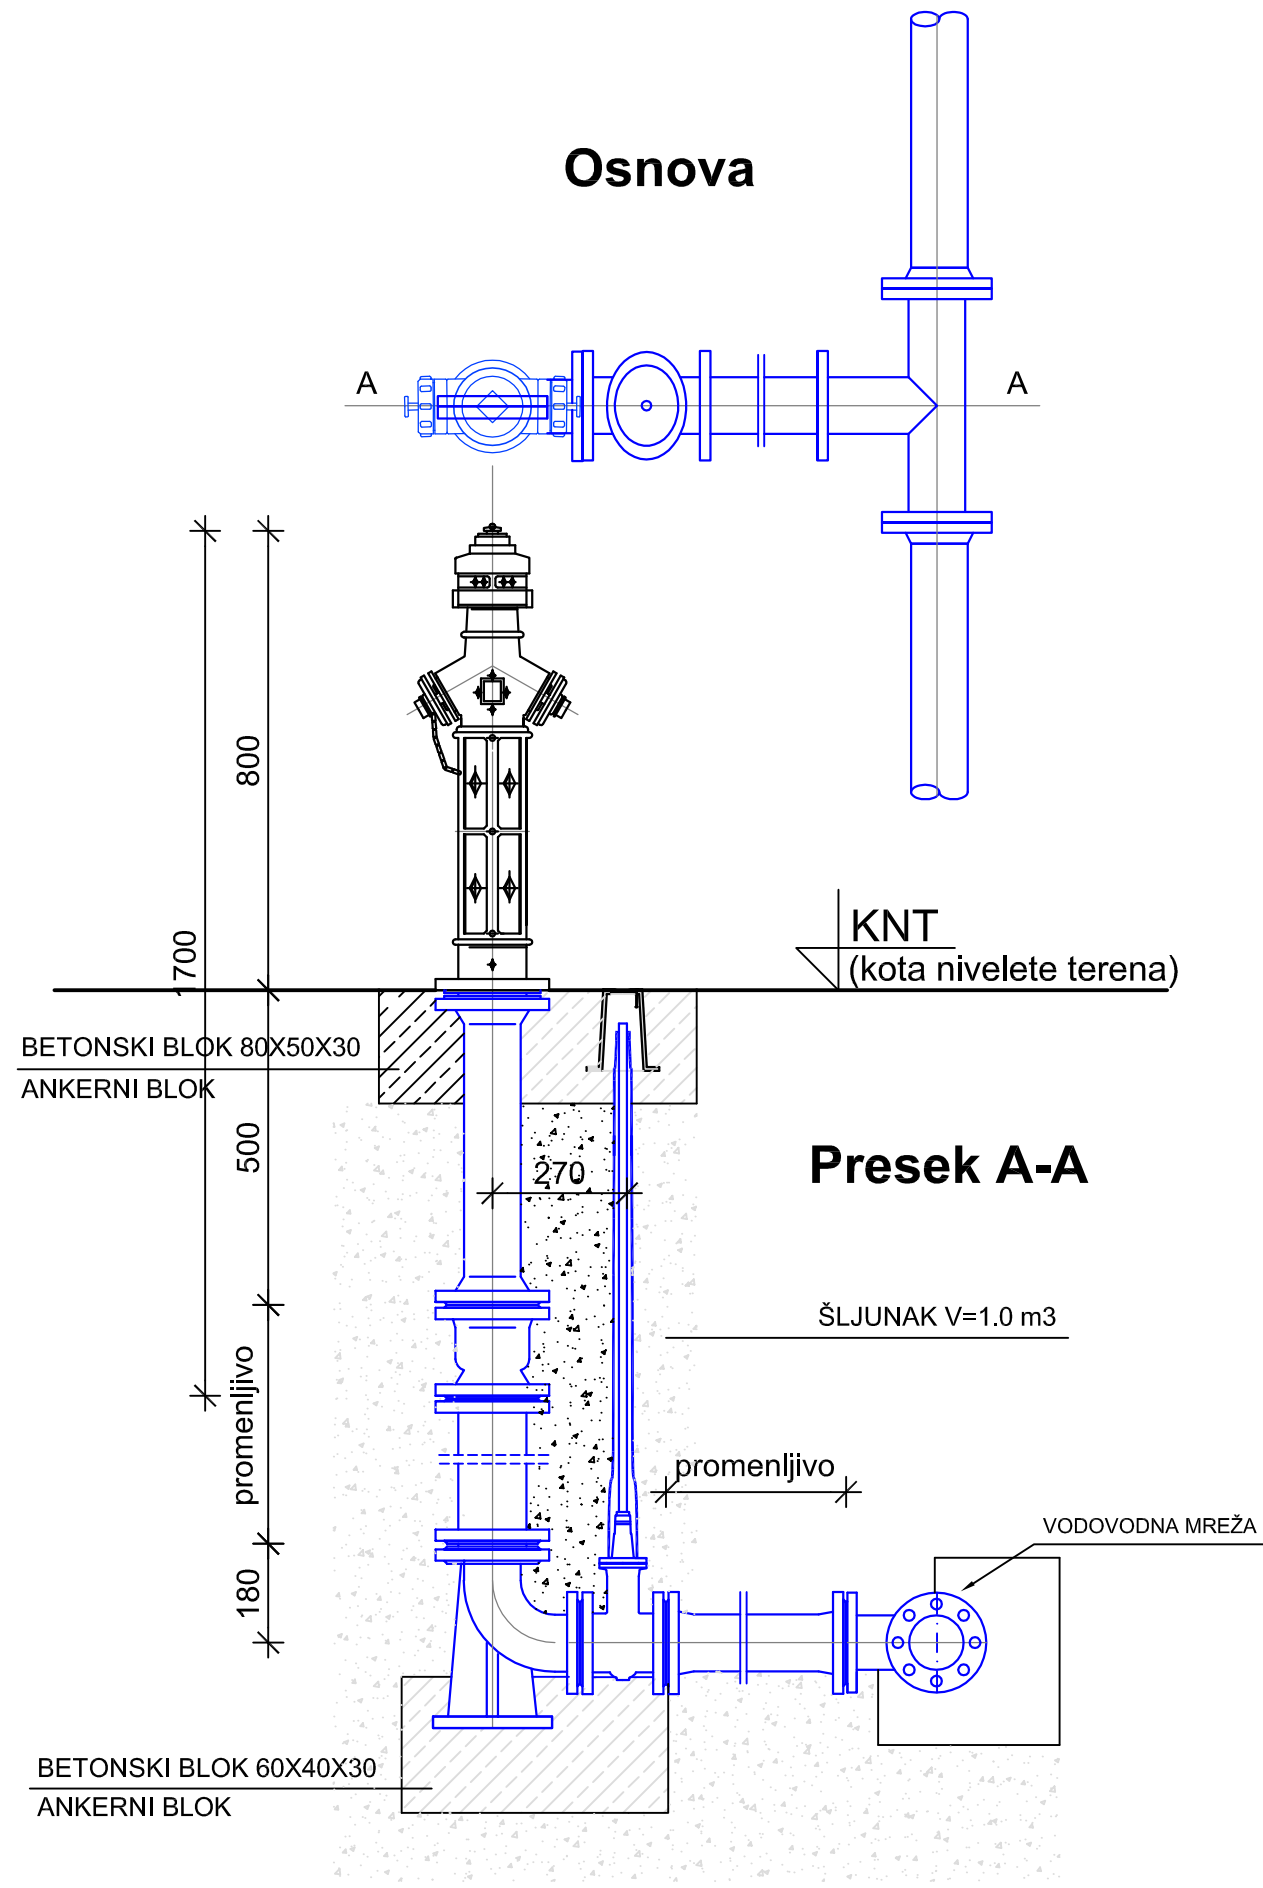 Osnova
A
A
800
1700
KNT
(kota nivelete terena)
BETONSKI BLOK 80X50X30
ANKERNI BLOK
500
270
Presek A-A
ŠLJUNAK V=1.0 m3
promenljivo
promenljivo
VODOVODNA MREŽA
180
BETONSKI BLOK 60X40X30
ANKERNI BLOK